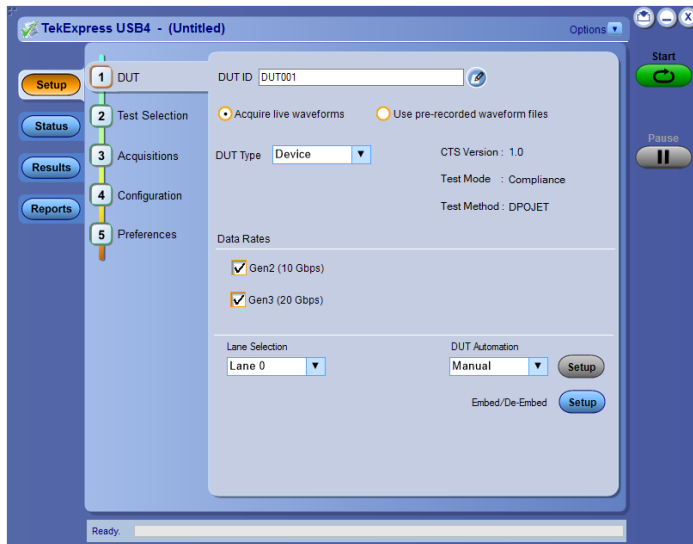 TekExpress USB4 - (Untitled)
Options
Start
Pause
Setup
Status
Results
Reports
1 DUT
2 Test Selection
3 Acquisitions
4 Configuration
5 Preferences
DUT ID DUT001
Acquire live waveforms
Use pre-recorded waveform files
DUT Type Device
CTS Version : 1.0
Test Mode : Compliance
Test Method : DPOJET
Data Rates
Gen2 (10 Gbps)
Gen3 (20 Gbps)
Lane Selection
Lane 0
DUT Automation
Manual
Setup
Embed/De-Embed
Setup
Ready.